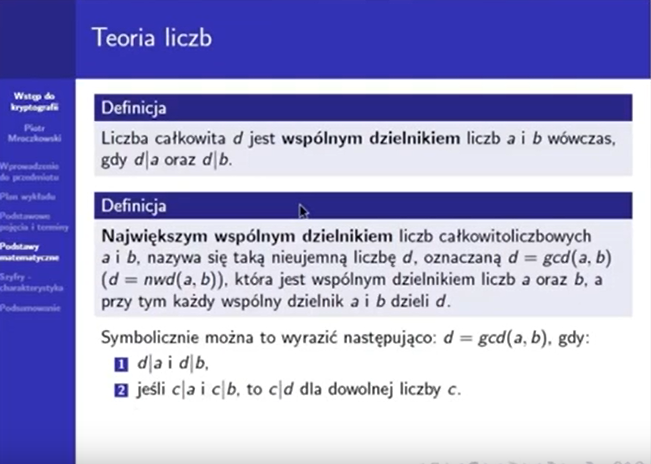 Teoria liczb
Wstęp do
kryptografii
Piotr
Mroczkowski
Wprowadzenie
do przedmiotu
Plan wykładu
Podstawowe
pojęcia i terminy
Podstawy
matematyczne
Szyfry -
charakterystyka
Podsumowanie
Definicja
Liczba całkowita d jest wspólnym dzielnikiem liczb a i b wówczas,
gdy d|a oraz d|b.
Definicja
Największym wspólnym dzielnikiem liczb całkowitoliczbowych
a i b, nazywa się taką nieujemną liczbę d, oznaczaną d = gcd(a, b)
(d = nwd(a, b)), która jest wspólnym dzielnikiem liczb a oraz b, a
przy tym każdy wspólny dzielnik a i b dzieli d.
Symbolicznie można to wyrazić następująco: d = gcd(a, b), gdy:
1 d|a i d|b,
2 jeśli c|a i c|b, to c|d dla dowolnej liczby c.